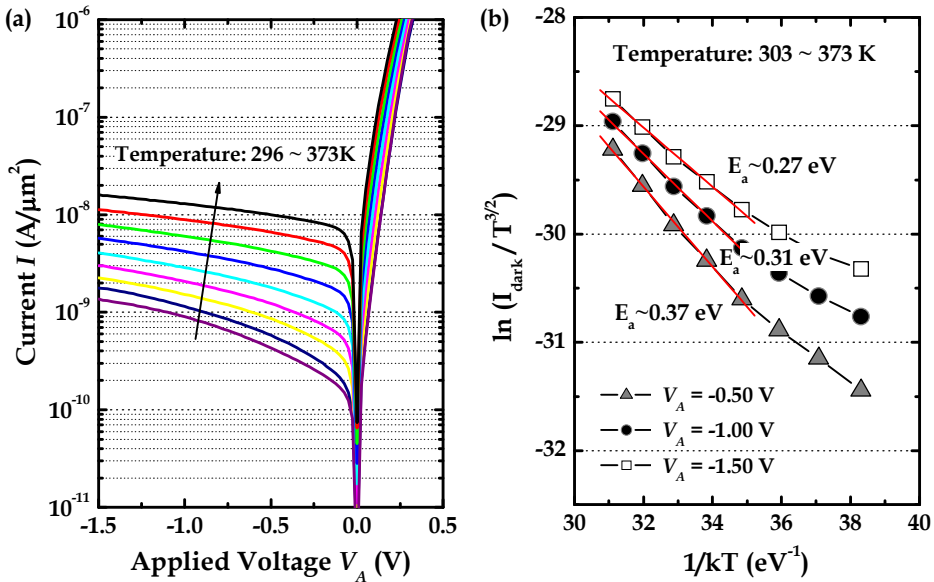 (a)
10⁻⁶
10⁻⁷
10⁻⁸
10⁻⁹
10⁻¹⁰
10⁻¹¹
Current I (A/μm²)
Temperature: 296 ~ 373K
-1.5 -1.0 -0.5 0.0 0.5
Applied Voltage V_A (V)
(b)
-28
-29
-30
-31
-32
ln (I_dark / T^3/2)
Temperature: 303 ~ 373 K
E_a~0.27 eV
E_a~0.31 eV
E_a~0.37 eV
V_A = -0.50 V
V_A = -1.00 V
V_A = -1.50 V
30 32 34 36 38 40
1/kT (eV⁻¹)